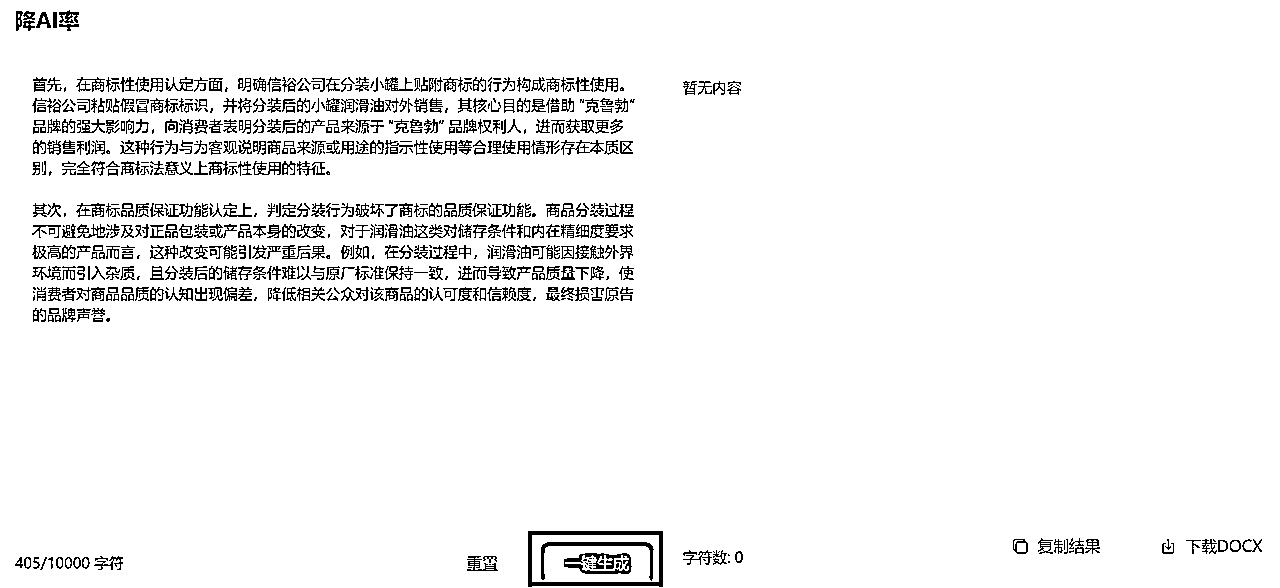 降AI率
首先，在商标性使用认定方面，明确信裕公司在分装小罐上贴附商标的行为构成商标性使用。
信裕公司粘贴假冒商标标识，并将分装后的小罐润滑油对外销售，其核心目的是借助“克鲁勃”
品牌的强大影响力，向消费者表明分装后的产品来源于“克鲁勃”品牌权利人，进而获取更多
的销售利润。这种行为与为客观说明商品来源或用途的指示性使用等合理使用情形存在本质区
别，完全符合商标法意义上商标性使用的特征。
其次，在商标品质保证功能认定上，判定分装行为破坏了商标的品质保证功能。商品分装过程
不可避免地涉及对正品包装或产品本身的改变，对于润滑油这类对储存条件和内在精细度要求
极高的产品而言，这种改变可能引发严重后果。例如，在分装过程中，润滑油可能因接触外界
环境而引入杂质，且分装后的储存条件难以与原厂标准保持一致，进而导致产品质量下降，使
消费者对商品品质的认知出现偏差，降低相关公众对该商品的认可度和信赖度，最终损害原告
的品牌声誉。
暂无内容
405/10000 字符
重置
一键生成
字符数: 0
复制结果
下载DOCX